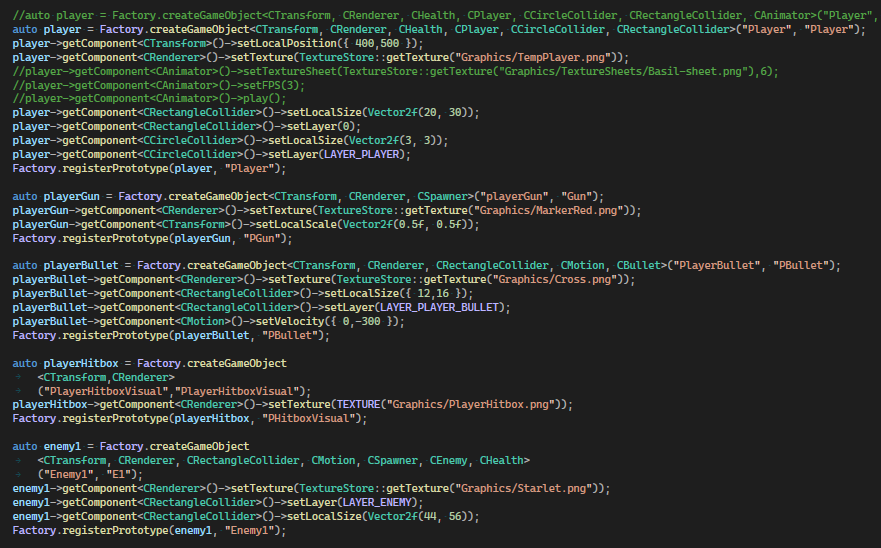 //auto player = Factory.createGameObject<CTransform, CRenderer, CHealth, CPlayer, CCircleCollider, CRectangleCollider, CAnimator>("Player",
auto player = Factory.createGameObject<CTransform, CRenderer, CHealth, CPlayer, CCircleCollider, CRectangleCollider>("Player", "Player");
player->getComponent<CTransform>()->setLocalPosition({ 400,500 });
player->getComponent<CRenderer>()->setTexture(TextureStore::getTexture("Graphics/TempPlayer.png"));
//player->getComponent<CAnimator>()->setTextureSheet(TextureStore::getTexture("Graphics/TextureSheets/Basil-sheet.png"),6);
//player->getComponent<CAnimator>()->setFPS(3);
//player->getComponent<CAnimator>()->play();
player->getComponent<CRectangleCollider>()->setLocalSize(Vector2f(20, 30));
player->getComponent<CRectangleCollider>()->setLayer(0);
player->getComponent<CCircleCollider>()->setLocalSize(Vector2f(3, 3));
player->getComponent<CCircleCollider>()->setLayer(LAYER_PLAYER);
Factory.registerPrototype(player, "Player");
auto playerGun = Factory.createGameObject<CTransform, CRenderer, CSpawner>("playerGun", "Gun");
playerGun->getComponent<CRenderer>()->setTexture(TextureStore::getTexture("Graphics/MarkerRed.png"));
playerGun->getComponent<CTransform>()->setLocalScale(Vector2f(0.5f, 0.5f));
Factory.registerPrototype(playerGun, "PGun");
auto playerBullet = Factory.createGameObject<CTransform, CRenderer, CRectangleCollider, CMotion, CBullet>("PlayerBullet", "PBullet");
playerBullet->getComponent<CRenderer>()->setTexture(TextureStore::getTexture("Graphics/Cross.png"));
playerBullet->getComponent<CRectangleCollider>()->setLocalSize({ 12,16 });
playerBullet->getComponent<CRectangleCollider>()->setLayer(LAYER_PLAYER_BULLET);
playerBullet->getComponent<CMotion>()->setVelocity({ 0,-300 });
Factory.registerPrototype(playerBullet, "PBullet");
auto playerHitbox = Factory.createGameObject
<CTransform,CRenderer>
("PlayerHitboxVisual","PlayerHitboxVisual");
playerHitbox->getComponent<CRenderer>()->setTexture(TEXTURE("Graphics/PlayerHitbox.png"));
Factory.registerPrototype(playerHitbox, "PHitboxVisual");
auto enemy1 = Factory.createGameObject
<CTransform, CRenderer, CRectangleCollider, CMotion, CSpawner, CEnemy, CHealth>
("Enemy1", "E1");
enemy1->getComponent<CRenderer>()->setTexture(TextureStore::getTexture("Graphics/Starlet.png"));
enemy1->getComponent<CRectangleCollider>()->setLayer(LAYER_ENEMY);
enemy1->getComponent<CRectangleCollider>()->setLocalSize(Vector2f(44, 56));
Factory.registerPrototype(enemy1, "Enemy1");